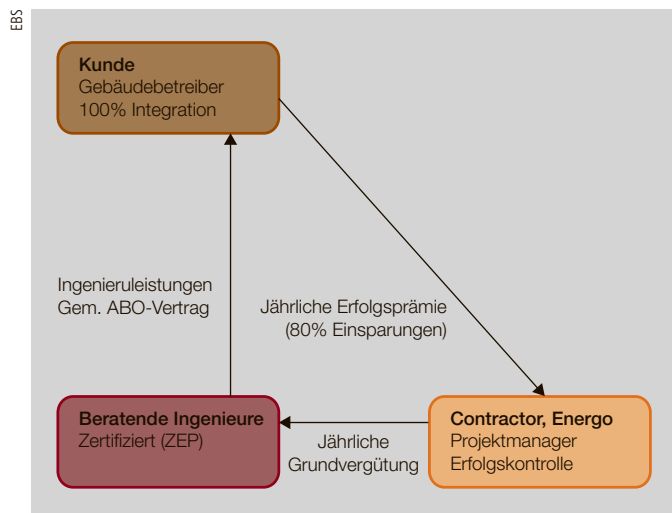 EBS
Kunde
Gebäudebetreiber
100% Integration
Ingenieruleistungen
Gem. ABO-Vertrag
Jährliche Erfolgsprämie
(80% Einsparungen)
Beratende Ingenieure
Zertifiziert (ZEP)
Jährliche
Grundvergütung
Contractor, Energo
Projektmanager
Erfolgskontrolle